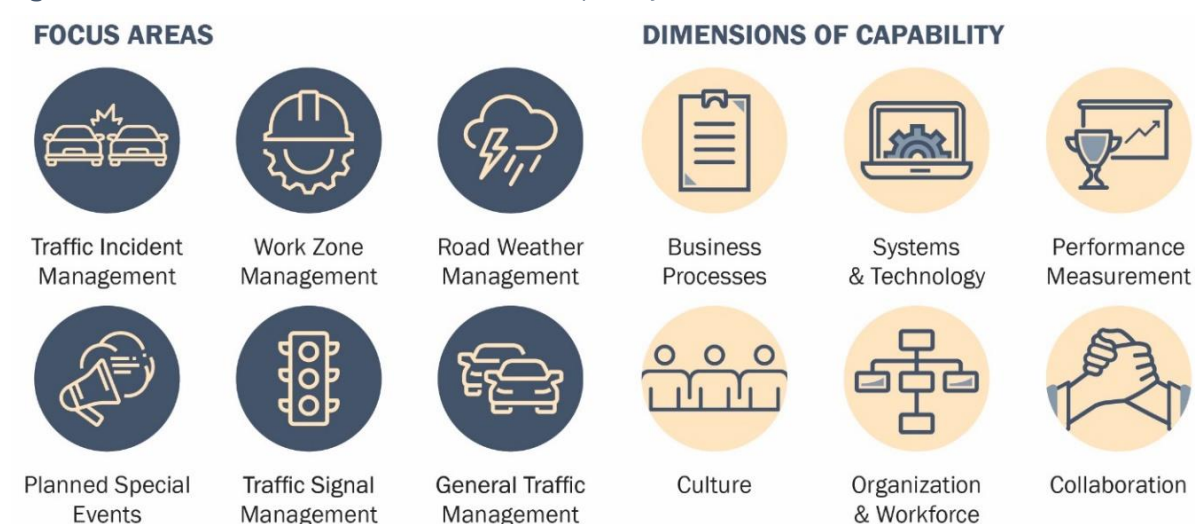 FOCUS AREAS
DIMENSIONS OF CAPABILITY
Traffic Incident
Management
Work Zone
Management
Road Weather
Management
Business
Processes
Systems
& Technology
Performance
Measurement
Planned Special
Events
Traffic Signal
Management
General Traffic
Management
Culture
Organization
& Workforce
Collaboration